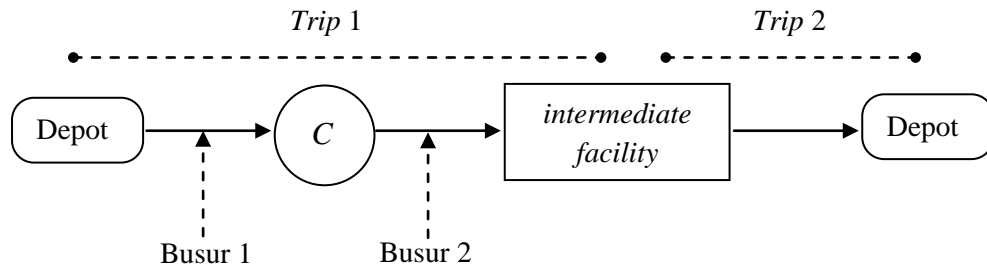 Trip 1
Trip 2
Depot
C
intermediate
facility
Depot
Busur 1
Busur 2